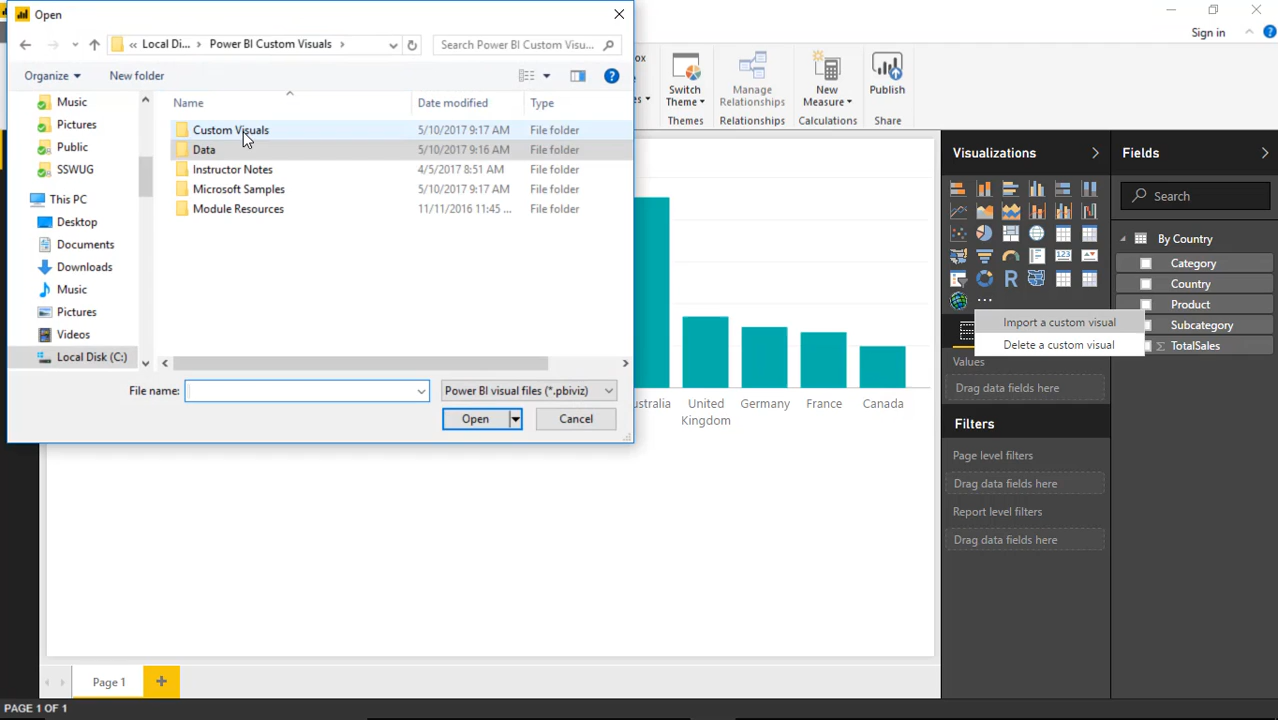 Open
Sign in
« Local Di... › Power BI Custom Visuals ›
Search Power BI Custom Visu...
Organize
New folder
Name
Date modified
Type
Music
Pictures
Public
SSWUG
This PC
Desktop
Documents
Downloads
Music
Pictures
Videos
Local Disk (C:)
Custom Visuals 5/10/2017 9:17 AM File folder
Data 5/10/2017 9:16 AM File folder
Instructor Notes 4/5/2017 8:51 AM File folder
Microsoft Samples 5/10/2017 9:17 AM File folder
Module Resources 11/11/2016 11:45 ... File folder
File name:
Power BI visual files (*.pbiviz)
Open
Cancel
Switch
Theme
Themes
Manage
Relationships
Relationships
New
Measure
Calculations
Publish
Share
ustralia
United
Kingdom
Germany
France
Canada
Visualizations
R
123
Import a custom visual
Delete a custom visual
Values
Drag data fields here
Filters
Page level filters
Drag data fields here
Report level filters
Drag data fields here
Fields
Search
By Country
Category
Country
Product
Subcategory
Σ TotalSales
Page 1
PAGE 1 OF 1